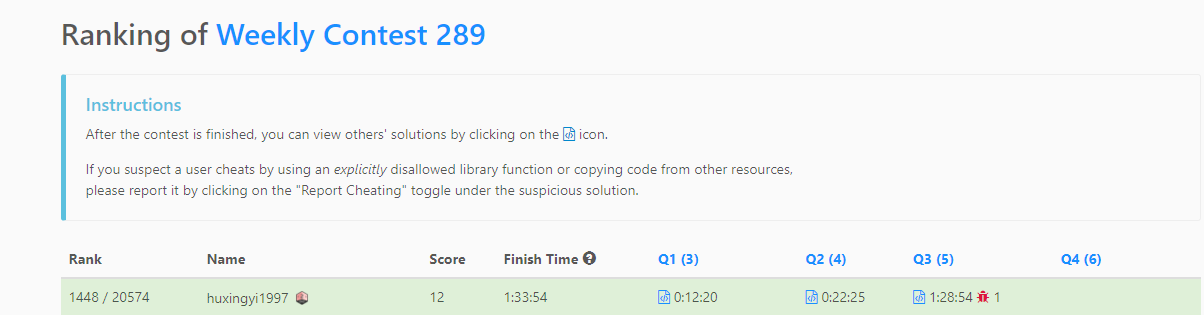 Ranking of Weekly Contest 289
Instructions
After the contest is finished, you can view others' solutions by clicking on the icon.
If you suspect a user cheats by using an explicitly disallowed library function or copying code from other resources,
please report it by clicking on the "Report Cheating" toggle under the suspicious solution.
Rank Name Score Finish Time Q1 (3) Q2 (4) Q3 (5) Q4 (6)
1448 / 20574 huxingyi1997 12 1:33:54 0:12:20 0:22:25 1:28:54 1